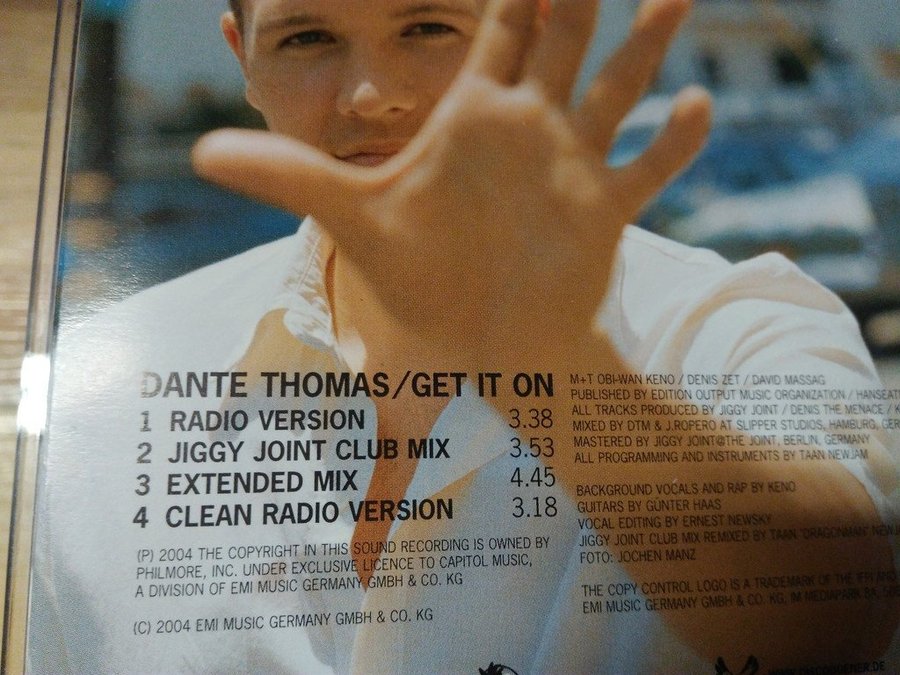 DANTE THOMAS/GET IT ON
1 RADIO VERSION 3.38
2 JIGGY JOINT CLUB MIX 3.53
3 EXTENDED MIX 4.45
4 CLEAN RADIO VERSION 3.18
(P) 2004 THE COPYRIGHT IN THIS SOUND RECORDING IS OWNED BY
PHILMORE, INC. UNDER EXCLUSIVE LICENCE TO CAPITOL MUSIC,
A DIVISION OF EMI MUSIC GERMANY GMBH & CO. KG
(C) 2004 EMI MUSIC GERMANY GMBH & CO. KG
M+T OBI-WAN KENO / DENIS ZET / DAVID MASSAG
PUBLISHED BY EDITION OUTPUT MUSIC ORGANIZATION / HANSEAT
ALL TRACKS PRODUCED BY JIGGY JOINT / DENIS THE MENACE / K
MIXED BY DTM & J.ROPERO AT SLIPPER STUDIOS, HAMBURG, GER
MASTERED BY JIGGY JOINT@THE JOINT, BERLIN, GERMANY
ALL PROGRAMMING AND INSTRUMENTS BY TAAN NEWJAM
BACKGROUND VOCALS AND RAP BY KENO
GUITARS BY GÜNTER HAAS
VOCAL EDITING BY ERNEST NEWSKY
JIGGY JOINT CLUB MIX REMIXED BY TAAN "DRAGONMAN" NEWJ
FOTO: JOCHEN MANZ
THE COPY CONTROL LOGO IS A TRADEMARK OF THE IFPI AND
EMI MUSIC GERMANY GMBH & CO. KG, IM MEDIAPARK 8A,